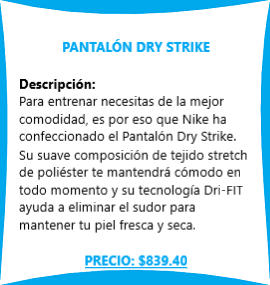 PANTALÓN DRY STRIKE
Descripción:
Para entrenar necesitas de la mejor
comodidad, es por eso que Nike ha
confeccionado el Pantalón Dry Strike.
Su suave composición de tejido stretch
de poliéster te mantendrá cómodo en
todo momento y su tecnología Dri-FIT
ayuda a eliminar el sudor para
mantener tu piel fresca y seca.
PRECIO: $839.40